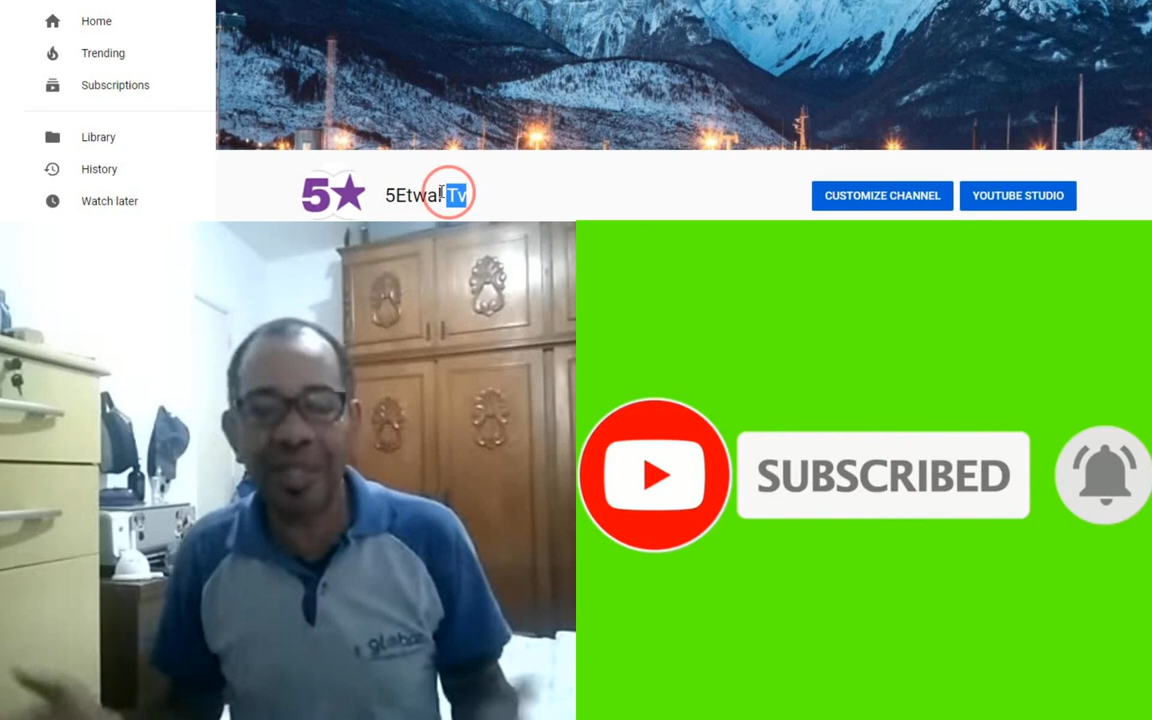 Home
Trending
Subscriptions
Library
History
Watch later
5
5Etwal Tv
CUSTOMIZE CHANNEL
YOUTUBE STUDIO
SUBSCRIBED